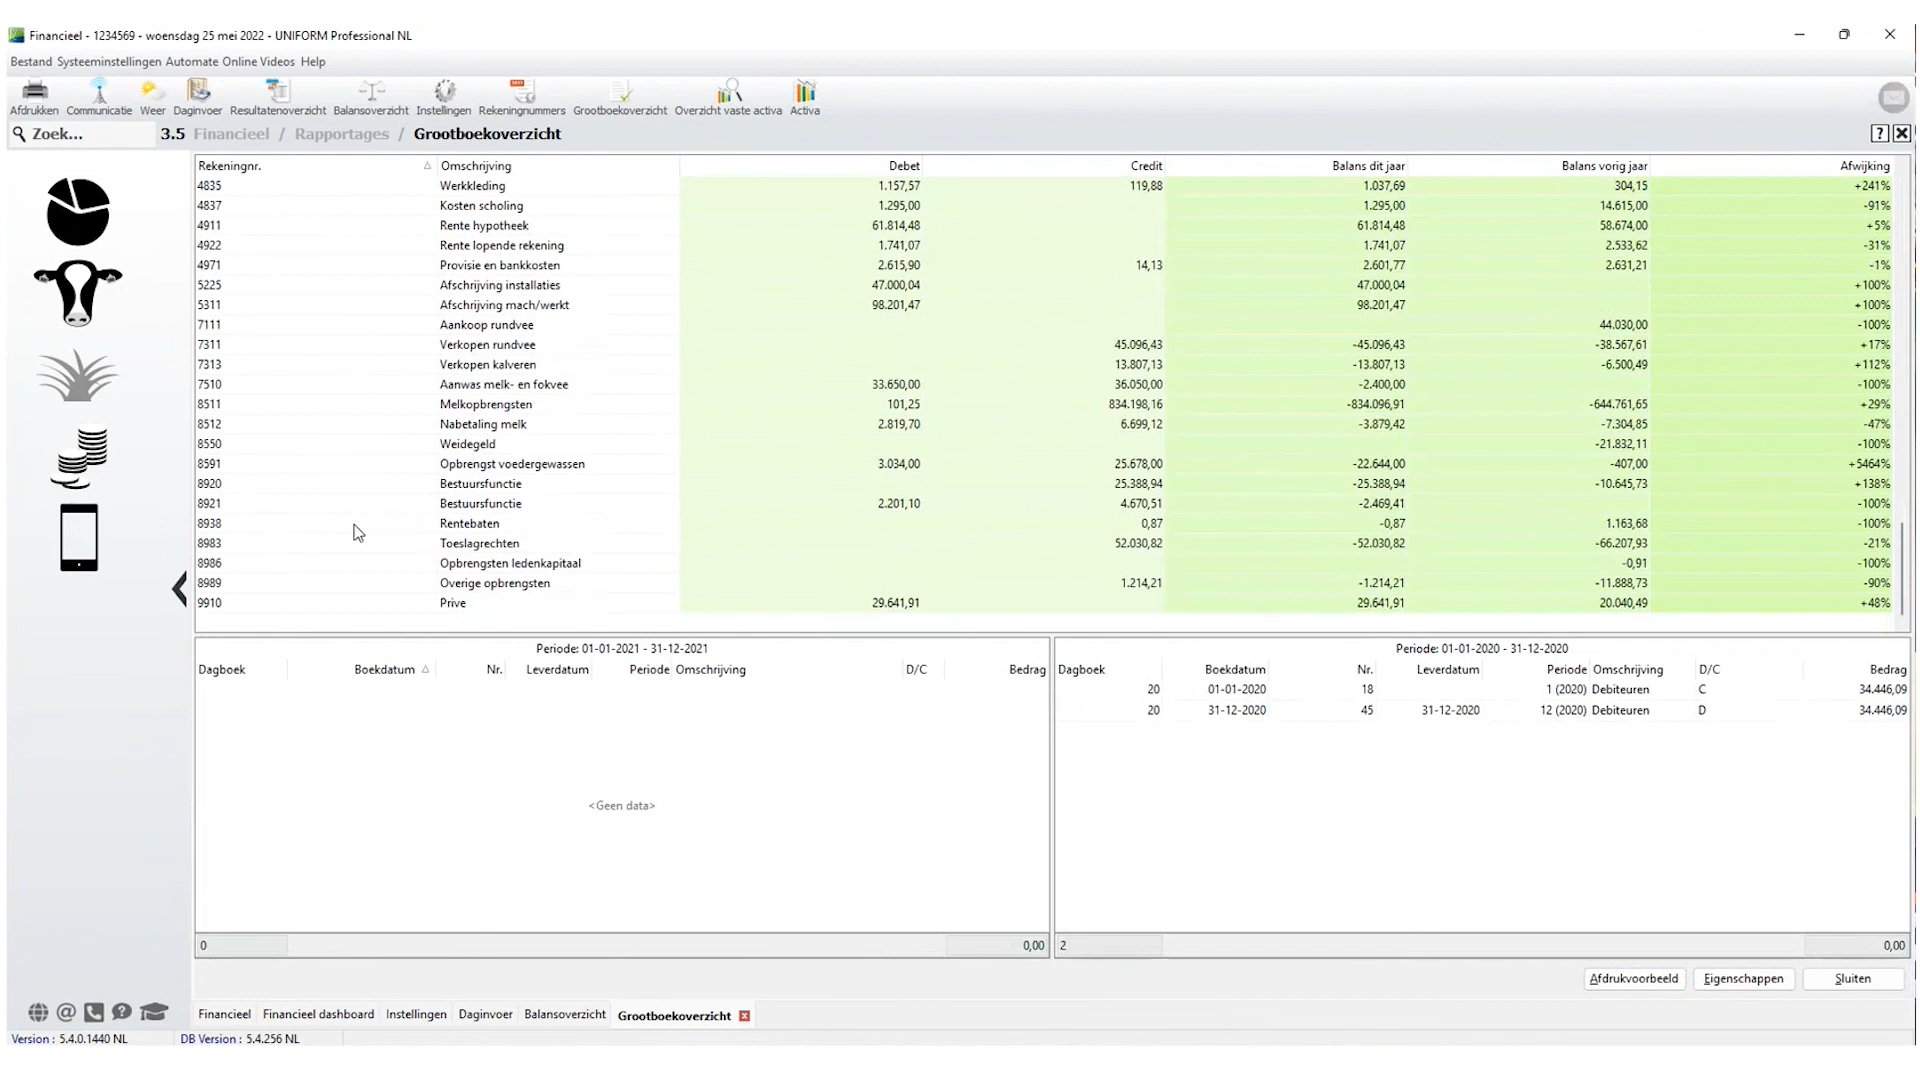 Financieel - 1234569 - woensdag 25 mei 2022 - UNIFORM Professional NL
Bestand Systeeminstellingen Automate Online Videos Help
Afdrukken Communicatie Weer Daginvoer Resultatenoverzicht Balansoverzicht Instellingen Rekeningnummers Grootboekoverzicht Overzicht vaste activa Activa
Zoek... 3.5 Financieel / Rapportages / Grootboekoverzicht ?
Rekeningnr. Omschrijving Debet Credit Balans dit jaar Balans vorig jaar Afwijking
4835 Werkkleding 1.157,57 119,88 1.037,69 304,15 +241%
4837 Kosten scholing 1.295,00 1.295,00 14.615,00 -91%
4911 Rente hypotheek 61.814,48 61.814,48 58.674,00 +5%
4922 Rente lopende rekening 1.741,07 1.741,07 2.533,62 -31%
4971 Provisie en bankkosten 2.615,90 14,13 2.601,77 2.631,21 -1%
5225 Afschrijving installaties 47.000,04 47.000,04 +100%
5311 Afschrijving mach/werkt 98.201,47 98.201,47 +100%
7111 Aankoop rundvee 44.030,00 -100%
7311 Verkopen rundvee 45.096,43 -45.096,43 -38.567,61 +17%
7313 Verkopen kalveren 13.807,13 -13.807,13 -6.500,49 +112%
7510 Aanwas melk- en fokvee 33.650,00 36.050,00 -2.400,00 -100%
8511 Melkopbrengsten 101,25 834.198,16 -834.096,91 -644.761,65 +29%
8512 Nabetaling melk 2.819,70 6.699,12 -3.879,42 -7.304,85 -47%
8550 Weidegeld -21.832,11 -100%
8591 Opbrengst voedergewassen 3.034,00 25.678,00 -22.644,00 -407,00 +5464%
8920 Bestuursfunctie 25.388,94 -25.388,94 -10.645,73 +138%
8921 Bestuursfunctie 2.201,10 4.670,51 -2.469,41 -100%
8938 Rentebaten 0,87 -0,87 1.163,68 -100%
8983 Toeslagrechten 52.030,82 -52.030,82 -66.207,93 -21%
8986 Opbrengsten ledenkapitaal -0,91 -100%
8989 Overige opbrengsten 1.214,21 -1.214,21 -11.888,73 -90%
9910 Prive 29.641,91 29.641,91 20.040,49 +48%
Periode: 01-01-2021 - 31-12-2021
Dagboek Boekdatum Nr. Leverdatum Periode Omschrijving D/C Bedrag
<Geen data>
0 0,00
Periode: 01-01-2020 - 31-12-2020
Dagboek Boekdatum Nr. Leverdatum Periode Omschrijving D/C Bedrag
20 01-01-2020 18 1 (2020) Debiteuren C 34.446,09
20 31-12-2020 45 31-12-2020 12 (2020) Debiteuren D 34.446,09
2 0,00
Afdrukvoorbeeld Eigenschappen Sluiten
Financieel Financieel dashboard Instellingen Daginvoer Balansoverzicht Grootboekoverzicht
Version : 5.4.0.1440 NL DB Version : 5.4.256 NL